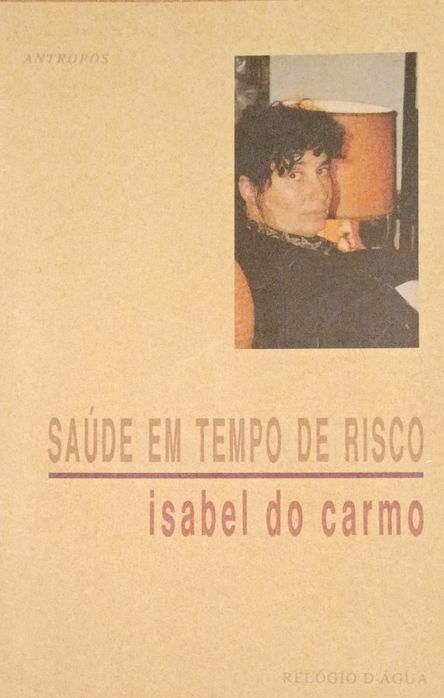 ANTROPOS
SAÚDE EM TEMPO DE RISCO
isabel do carmo
RELÓGIO D'ÁGUA